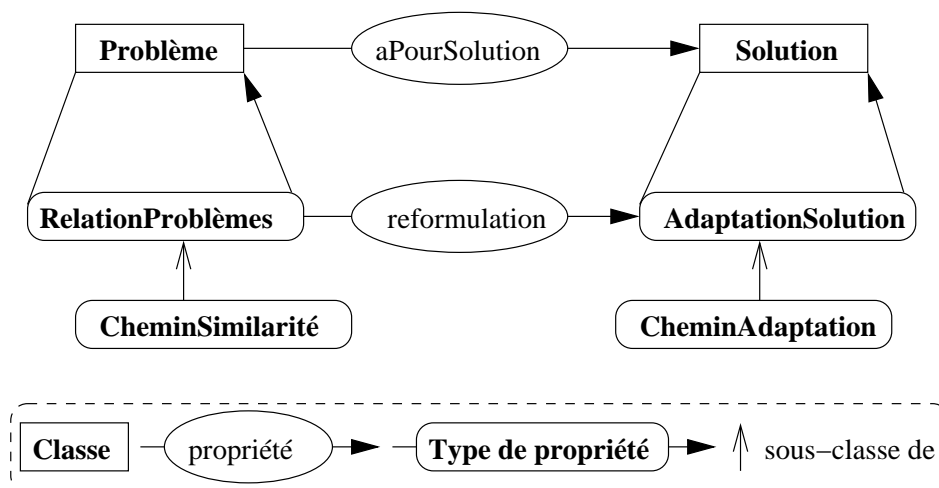 Problème aPourSolution Solution
RelationProblèmes reformulation AdaptationSolution
CheminSimilarité CheminAdaptation
Classe propriété Type de propriété sous−classe de